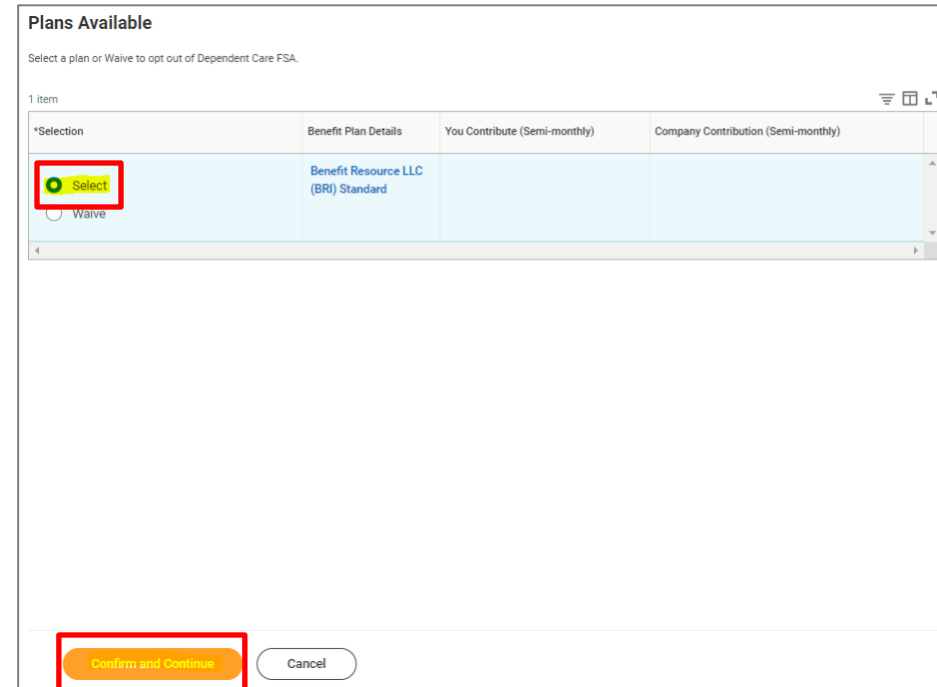 Plans Available
Select a plan or Waive to opt out of Dependent Care FSA.
1 item
*Selection Benefit Plan Details You Contribute (Semi-monthly) Company Contribution (Semi-monthly)
Select Benefit Resource LLC
(BRI) Standard
Waive
Confirm and Continue Cancel